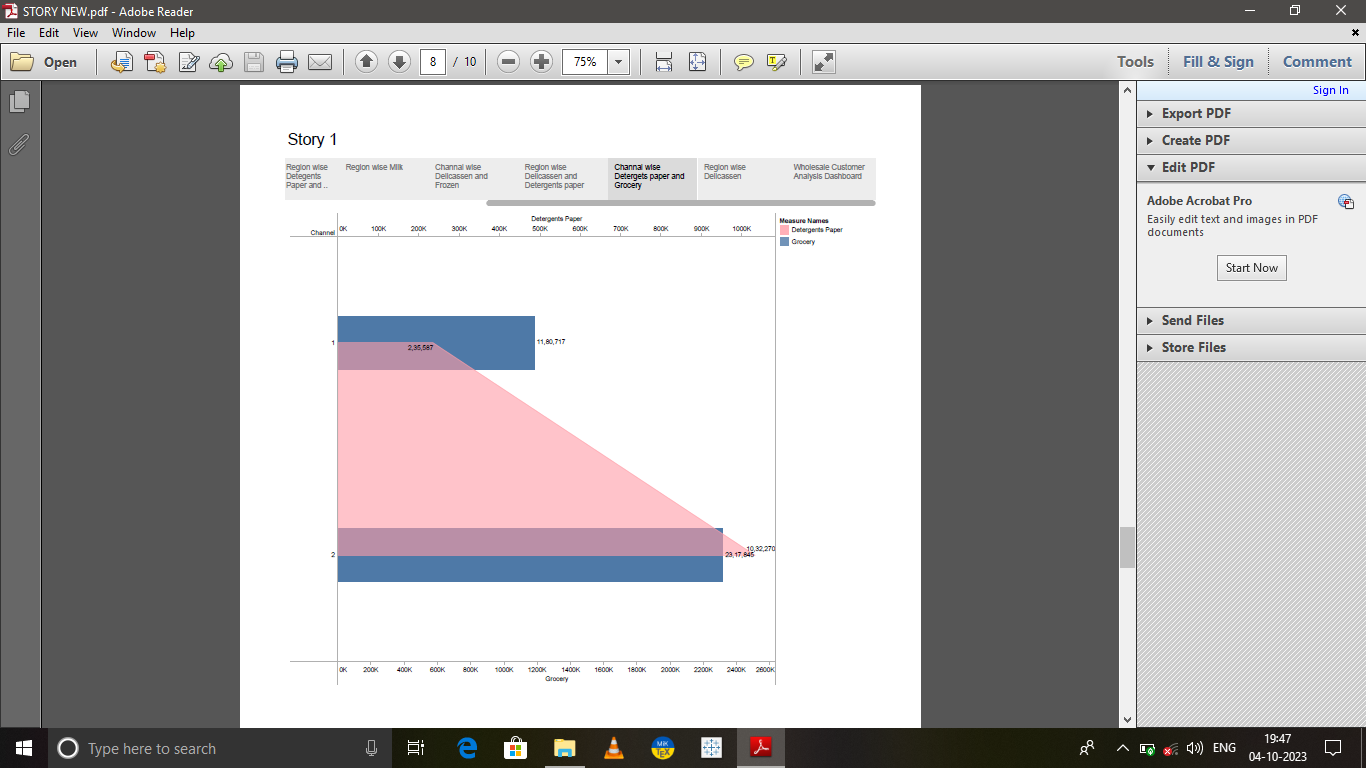 STORY NEW.pdf - Adobe Reader
File Edit View Window Help
Open 8 / 10 75% Tools Fill & Sign Comment
Sign In
Export PDF
Create PDF
Edit PDF
Adobe Acrobat Pro
Easily edit text and images in PDF
documents
Start Now
Send Files
Store Files
Story 1
Region wise
Detegents
Paper and ..
Region wise Milk
Channal wise
Delicassen and
Frozen
Region wise
Delicassen and
Detergents paper
Channal wise
Detergets paper and
Grocery
Region wise
Delicassen
Wholesale Customer
Analysis Dashboard
Detergents Paper
Channel 0K 100K 200K 300K 400K 500K 600K 700K 800K 900K 1000K
Measure Names
Detergents Paper
Grocery
1 2,35,587 11,80,717
10,32,270
2 23,17,845
0K 200K 400K 600K 800K 1000K 1200K 1400K 1600K 1800K 2000K 2200K 2400K 2600K
Grocery
Type here to search
MiK
TEX
ENG
19:47
04-10-2023